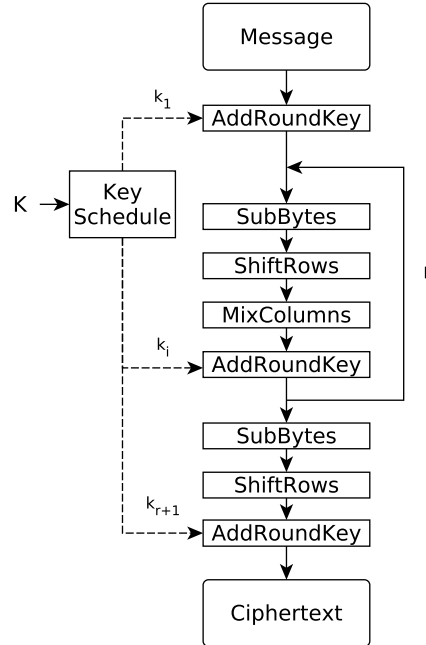 Message
k1
AddRoundKey
K
Key
Schedule
SubBytes
ShiftRows
MixColumns
ki
AddRoundKey
SubBytes
ShiftRows
kr+1
AddRoundKey
Ciphertext